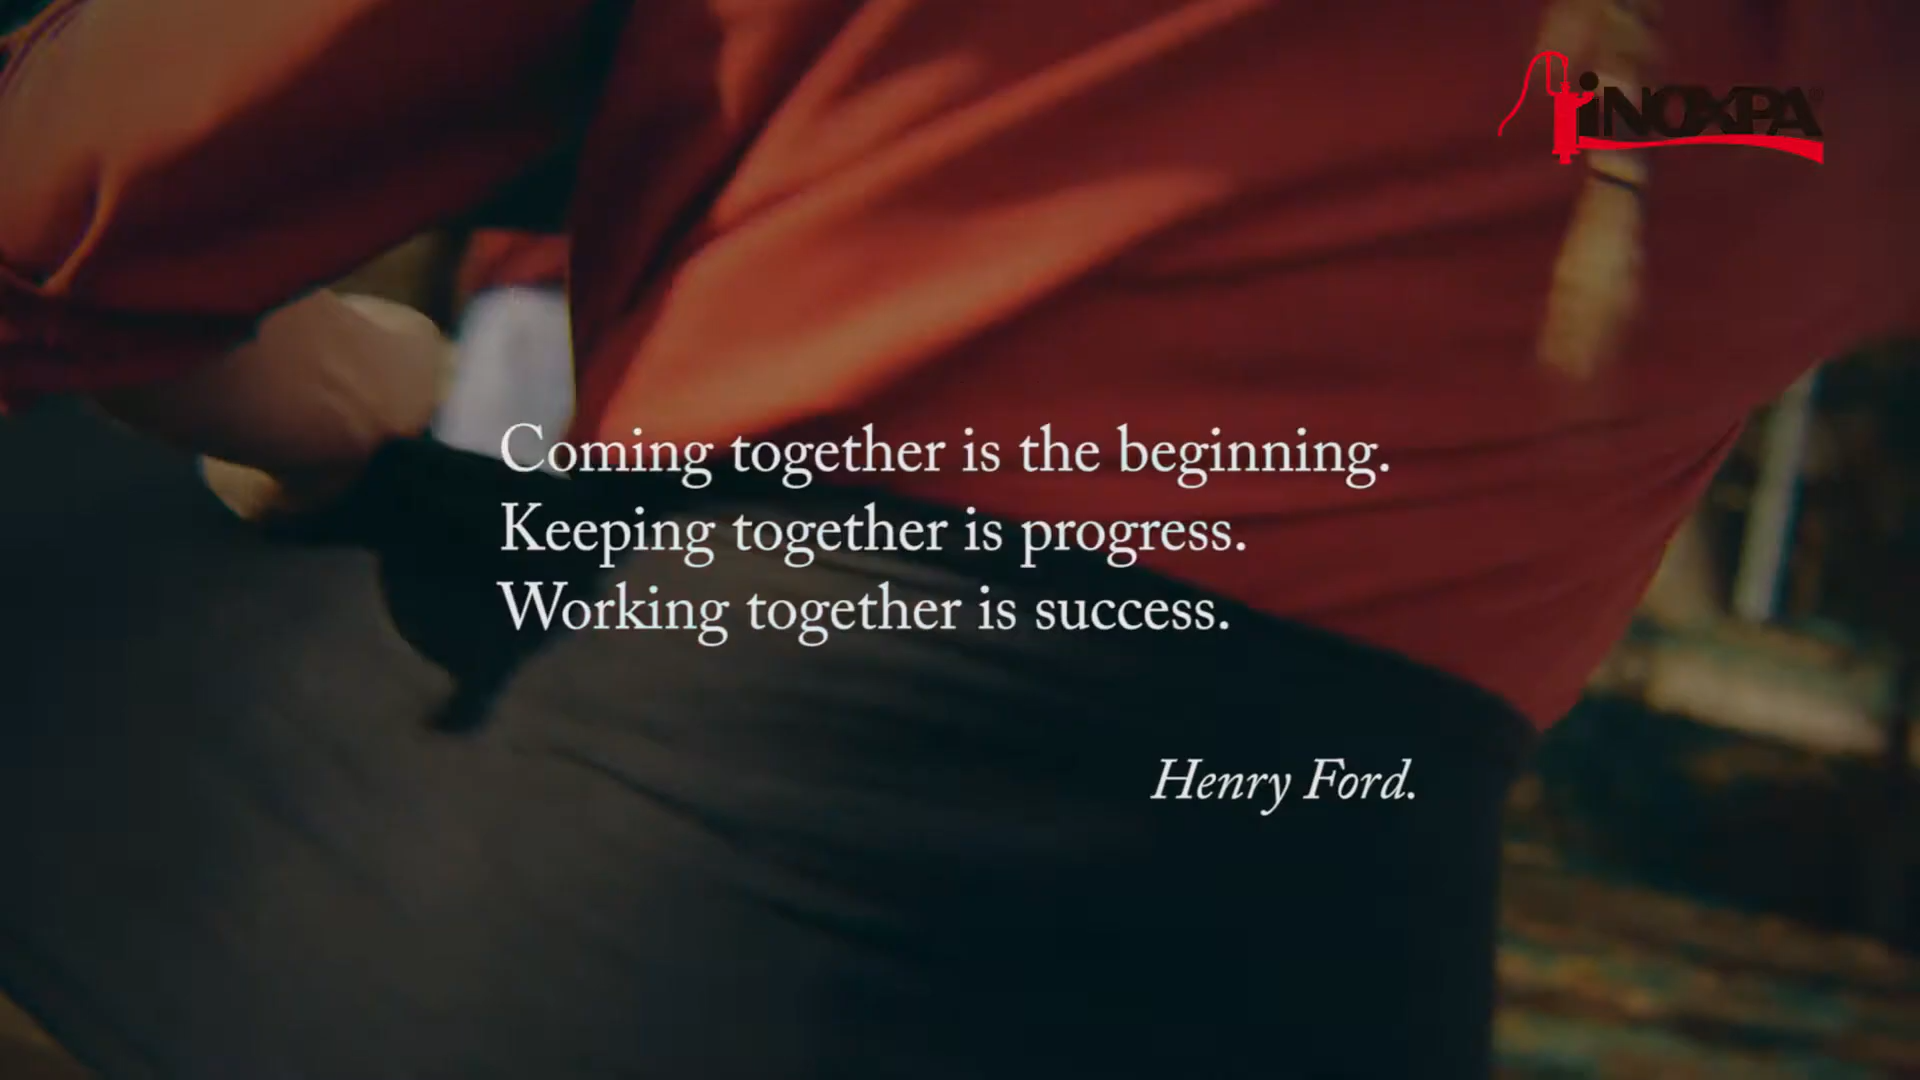 iNOXPA®
Coming together is the beginning.
Keeping together is progress.
Working together is success.
Henry Ford.